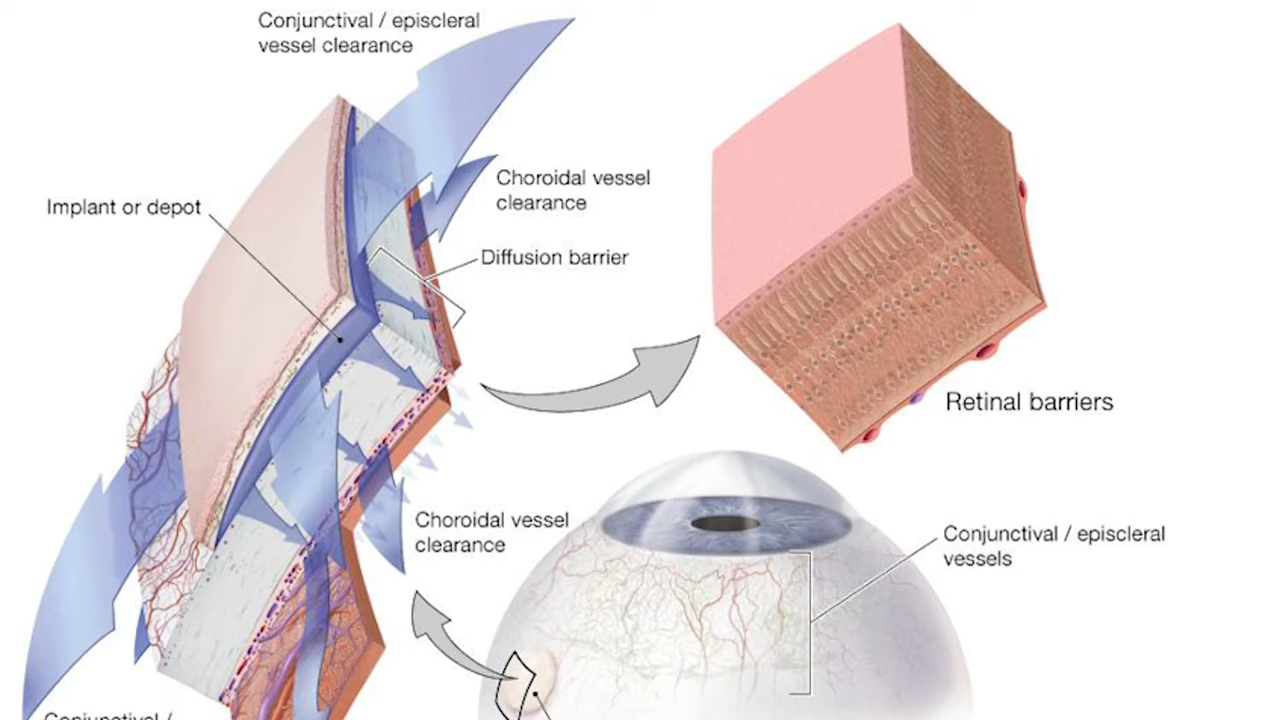 Conjunctival / episcleral
vessel clearance
Choroidal vessel
clearance
Implant or depot
Diffusion barrier
Retinal barriers
Choroidal vessel
clearance
Conjunctival / episcleral
vessels
Conjunctival /